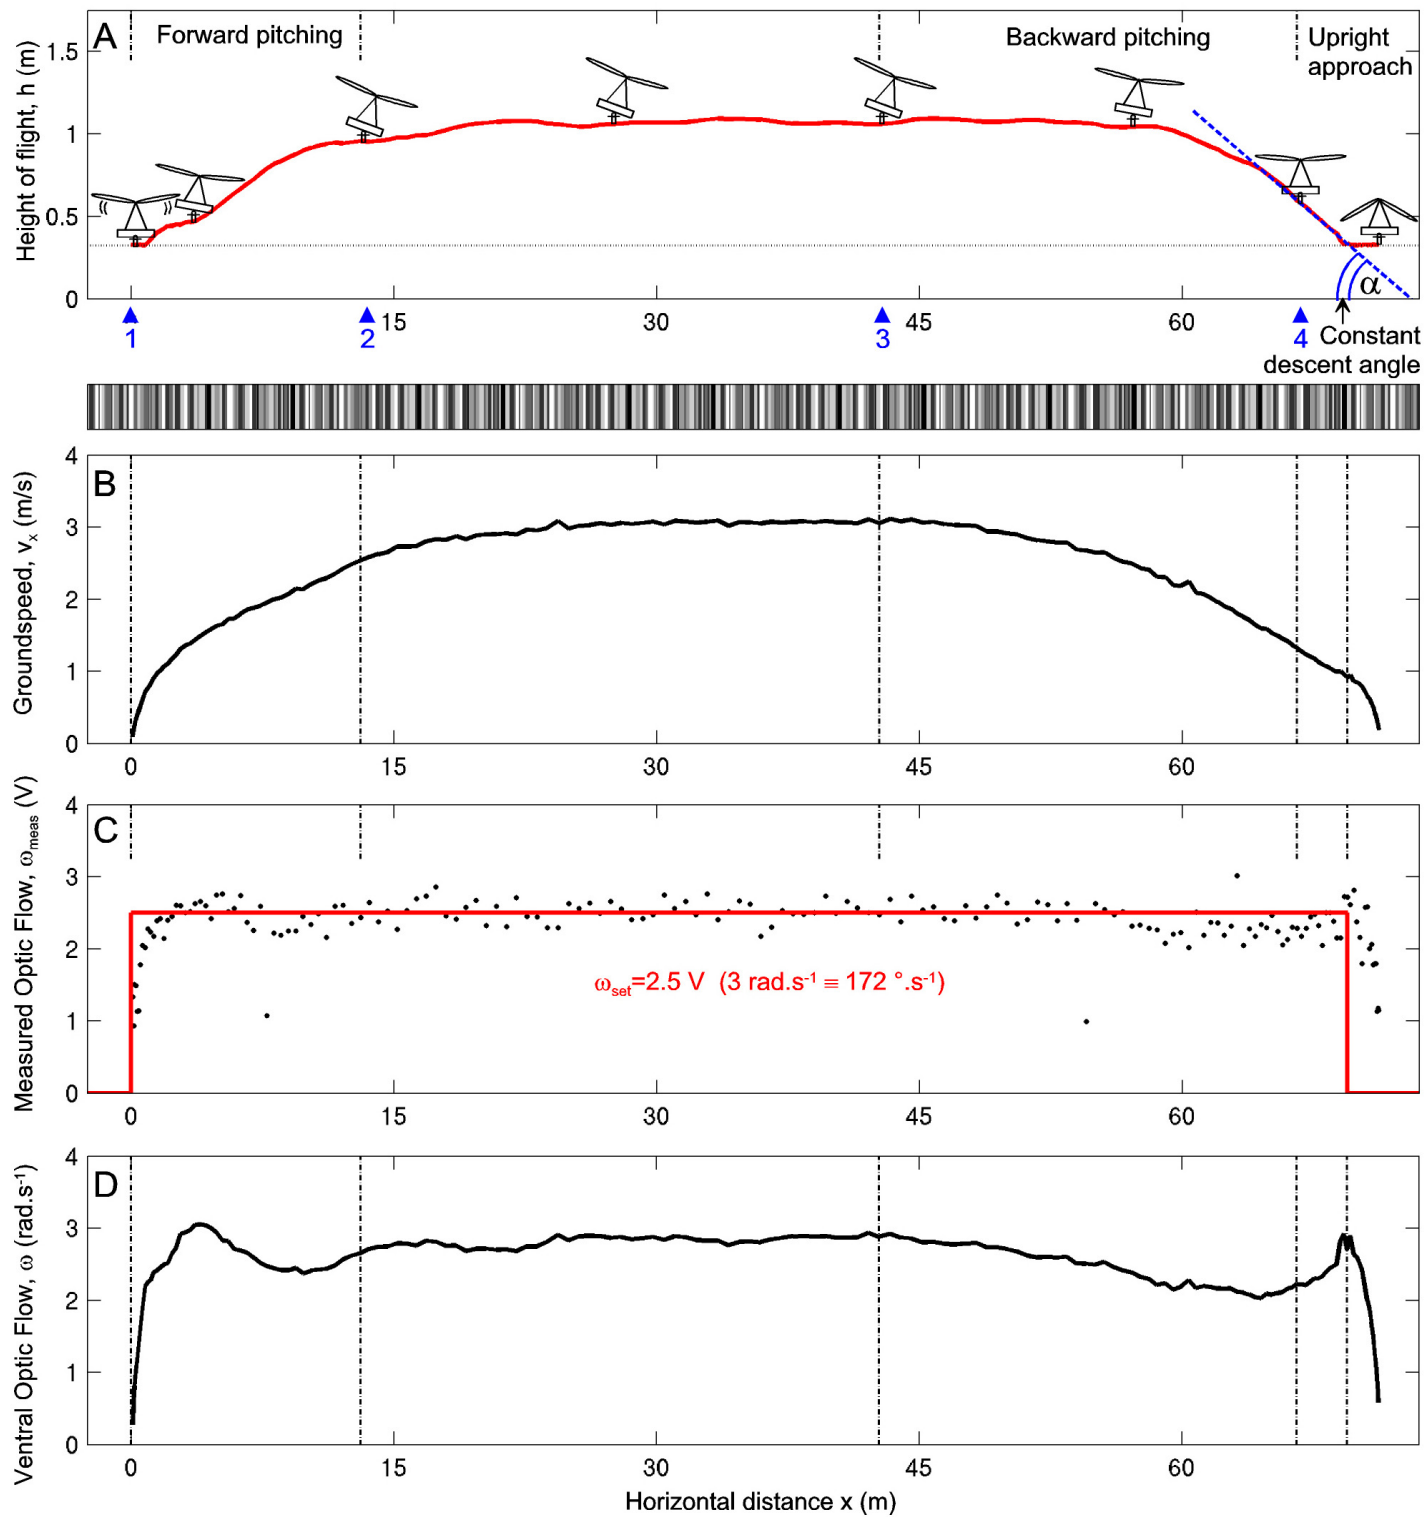 A
Forward pitching
Backward pitching
Upright
approach
Height of flight, h (m)
1.5
1
0.5
0
α
15
30
45
60
1
2
3
4
Constant
descent angle
B
Groundspeed, vₓ (m/s)
4
3
2
1
0
0
15
30
45
60
C
Measured Optic Flow, ω_meas (V)
4
3
2
1
0
ω_set=2.5 V (3 rad.s⁻¹ ≡ 172 °.s⁻¹)
0
15
30
45
60
D
Ventral Optic Flow, ω (rad.s⁻¹)
4
3
2
1
0
0
15
30
45
60
Horizontal distance x (m)